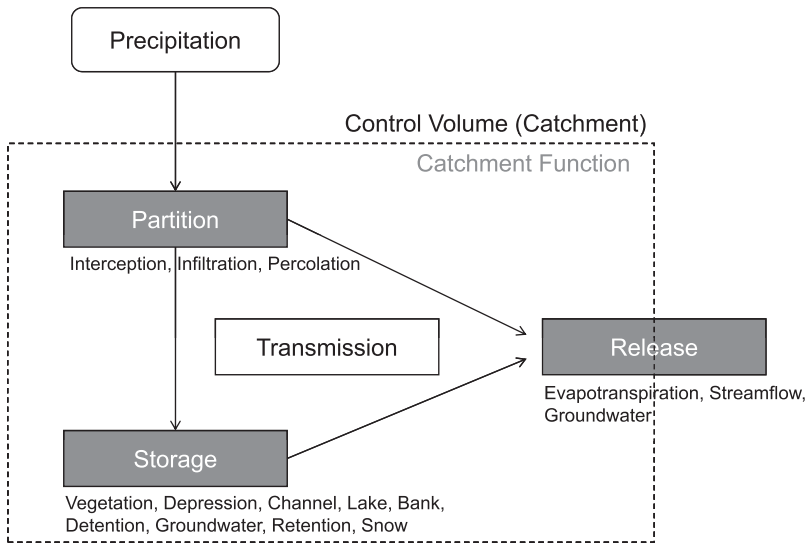 Precipitation
Control Volume (Catchment)
Catchment Function
Partition
Interception, Infiltration, Percolation
Transmission
Release
Evapotranspiration, Streamflow,
Groundwater
Storage
Vegetation, Depression, Channel, Lake, Bank,
Detention, Groundwater, Retention, Snow